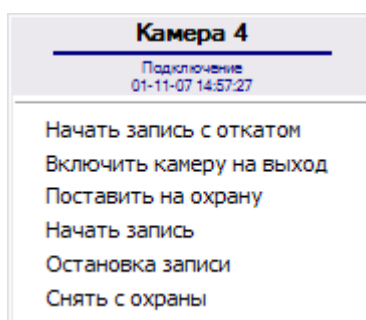 Камера 4
Подключение
01-11-07 14:57:27
Начать запись с откатом
Включить камеру на выход
Поставить на охрану
Начать запись
Остановка записи
Снять с охраны